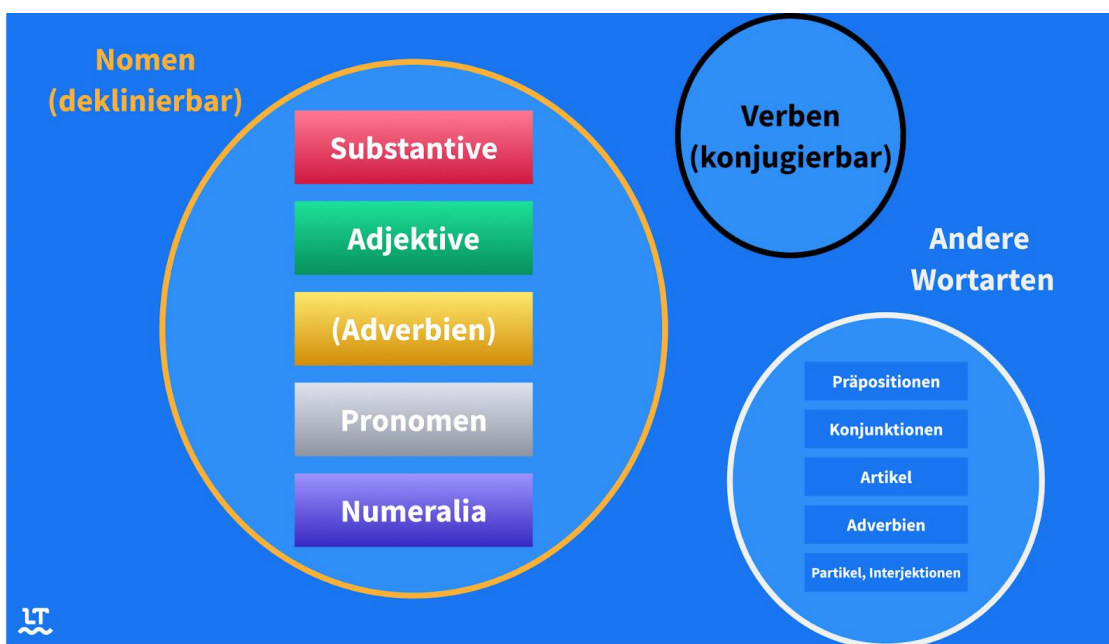 Nomen
(deklinierbar)
Substantive
Adjektive
(Adverbien)
Pronomen
Numeralia
Verben
(konjugierbar)
Andere
Wortarten
Präpositionen
Konjunktionen
Artikel
Adverbien
Partikel, Interjektionen
LT